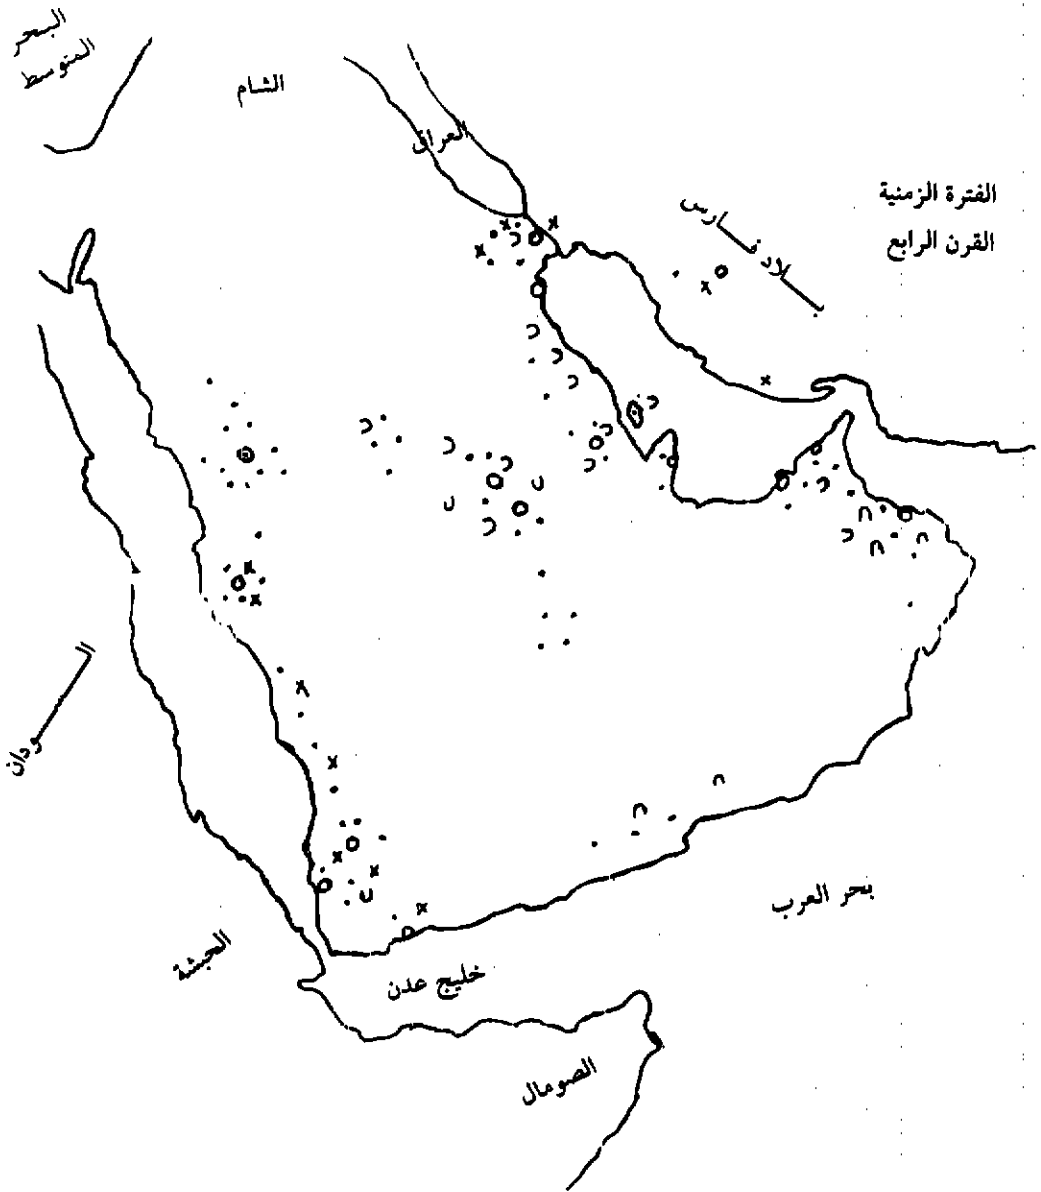 البحر
المتوسط
الشام
العراق
بلاد فارس
الفترة الزمنية
القرن الرابع
السودان
الحبشة
خليج عدن
بحر العرب
الصومال